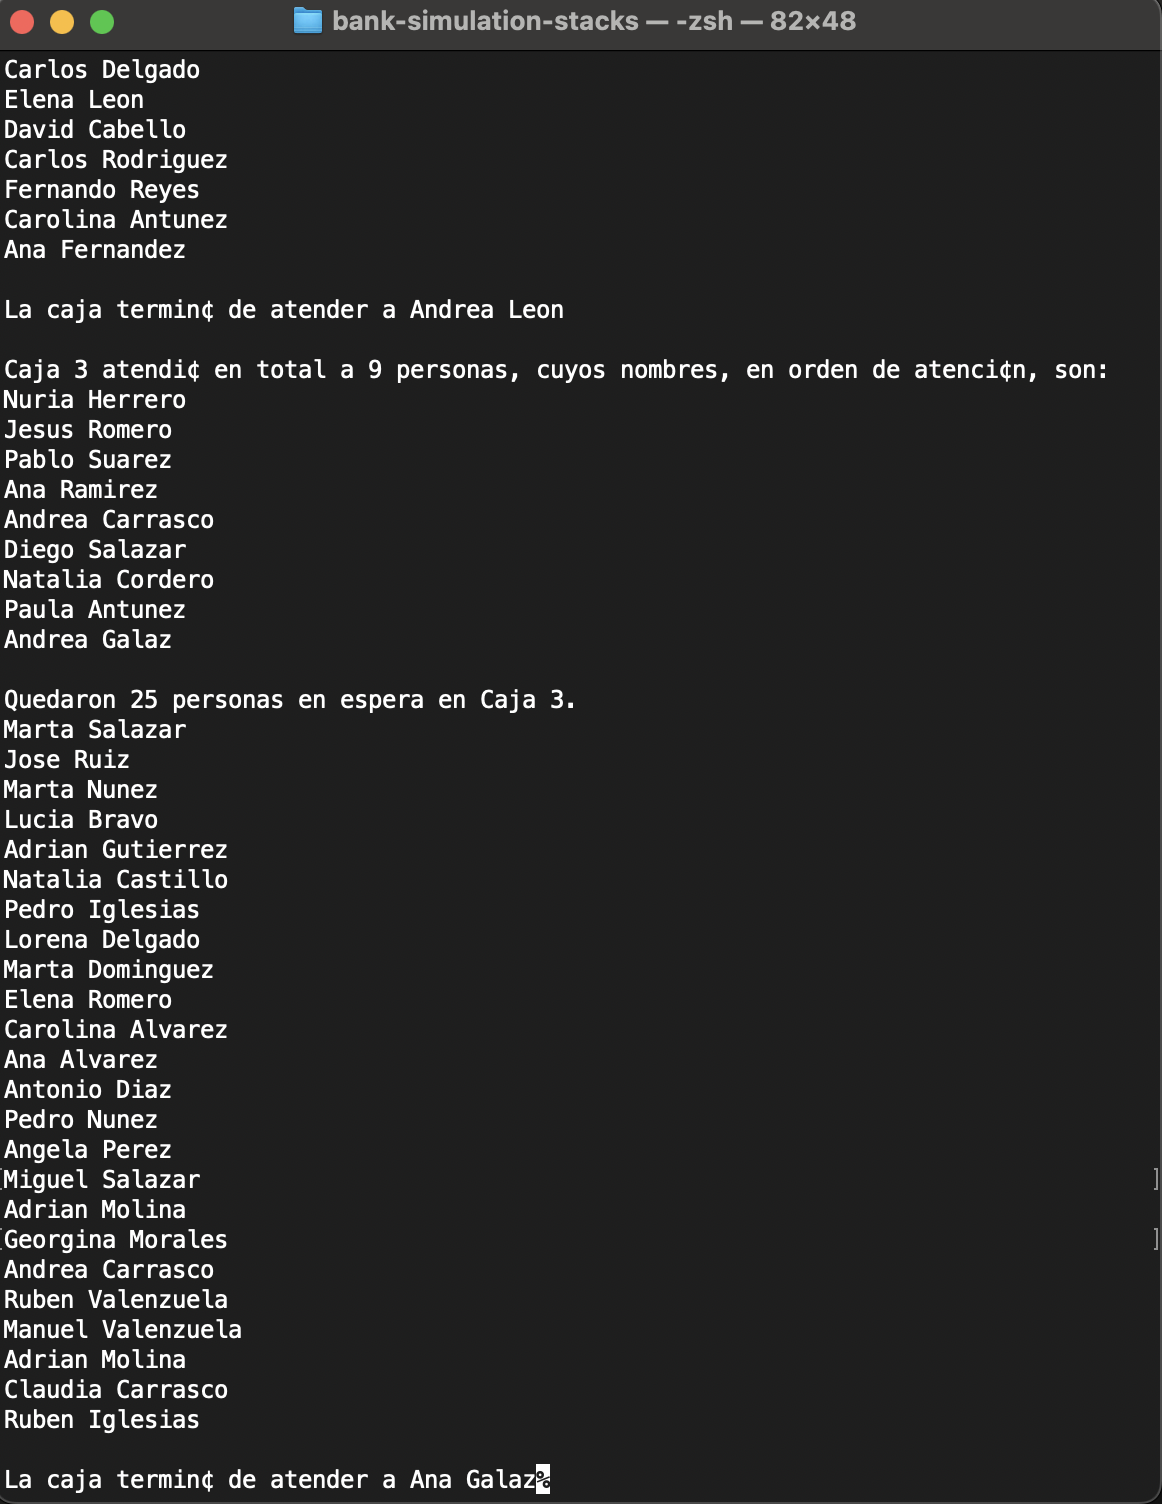 bank-simulation-stacks — -zsh — 82×48
Carlos Delgado
Elena Leon
David Cabello
Carlos Rodriguez
Fernando Reyes
Carolina Antunez
Ana Fernandez

La caja termin¢ de atender a Andrea Leon

Caja 3 atendi¢ en total a 9 personas, cuyos nombres, en orden de atenci¢n, son:
Nuria Herrero
Jesus Romero
Pablo Suarez
Ana Ramirez
Andrea Carrasco
Diego Salazar
Natalia Cordero
Paula Antunez
Andrea Galaz

Quedaron 25 personas en espera en Caja 3.
Marta Salazar
Jose Ruiz
Marta Nunez
Lucia Bravo
Adrian Gutierrez
Natalia Castillo
Pedro Iglesias
Lorena Delgado
Marta Dominguez
Elena Romero
Carolina Alvarez
Ana Alvarez
Antonio Diaz
Pedro Nunez
Angela Perez
[Miguel Salazar ]
Adrian Molina
[Georgina Morales ]
Andrea Carrasco
Ruben Valenzuela
Manuel Valenzuela
Adrian Molina
Claudia Carrasco
Ruben Iglesias

La caja termin¢ de atender a Ana Galaz%